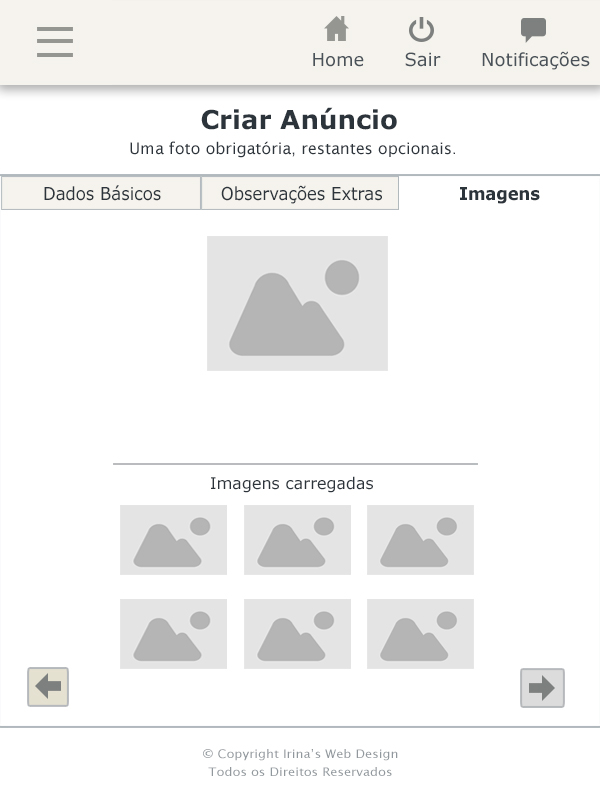 Home
Sair
Notificações
Criar Anúncio
Uma foto obrigatória, restantes opcionais.
Dados Básicos
Observações Extras
Imagens
Imagens carregadas
© Copyright Irina's Web Design
Todos os Direitos Reservados